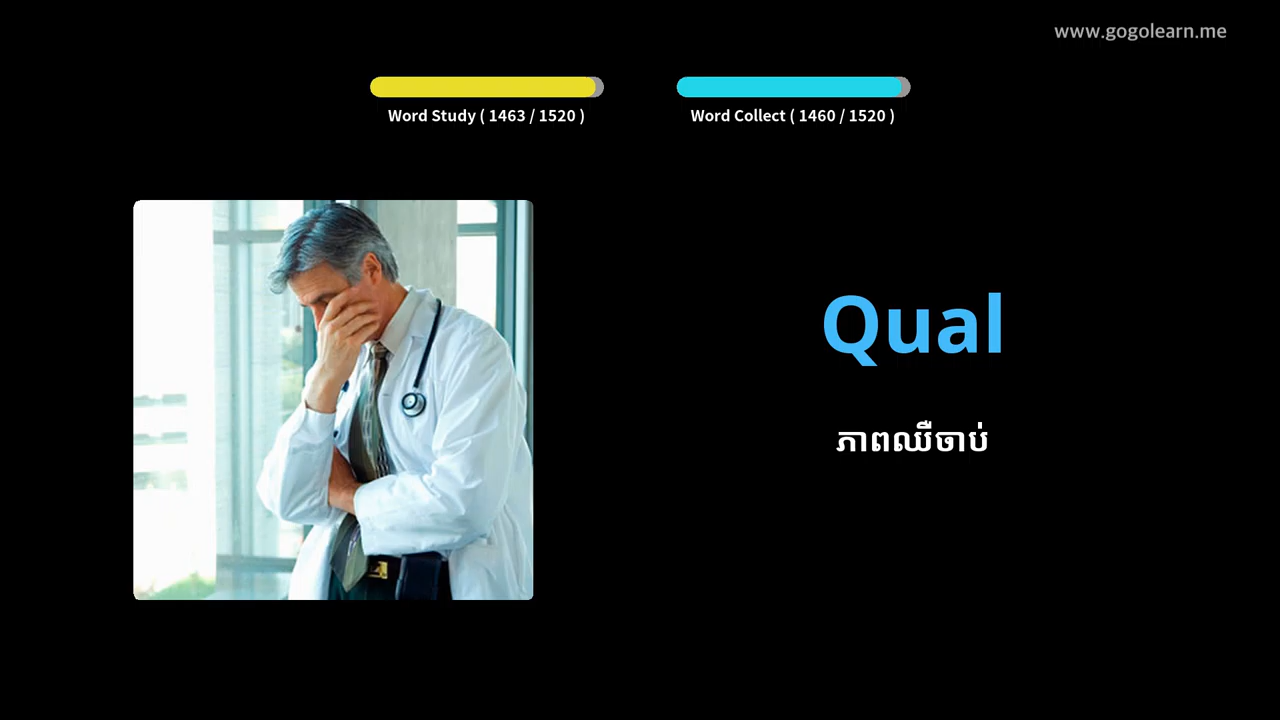 www.gogolearn.me
Word Study ( 1463 / 1520 )
Word Collect ( 1460 / 1520 )
Qual
ភាពឈឺចាប់